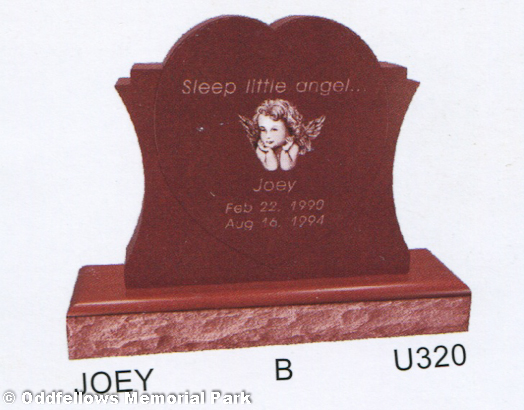 Sleep little angel...
Joey
Feb 22, 1990
Aug 16, 1994
JOEY B U320
© Oddfellows Memorial Park